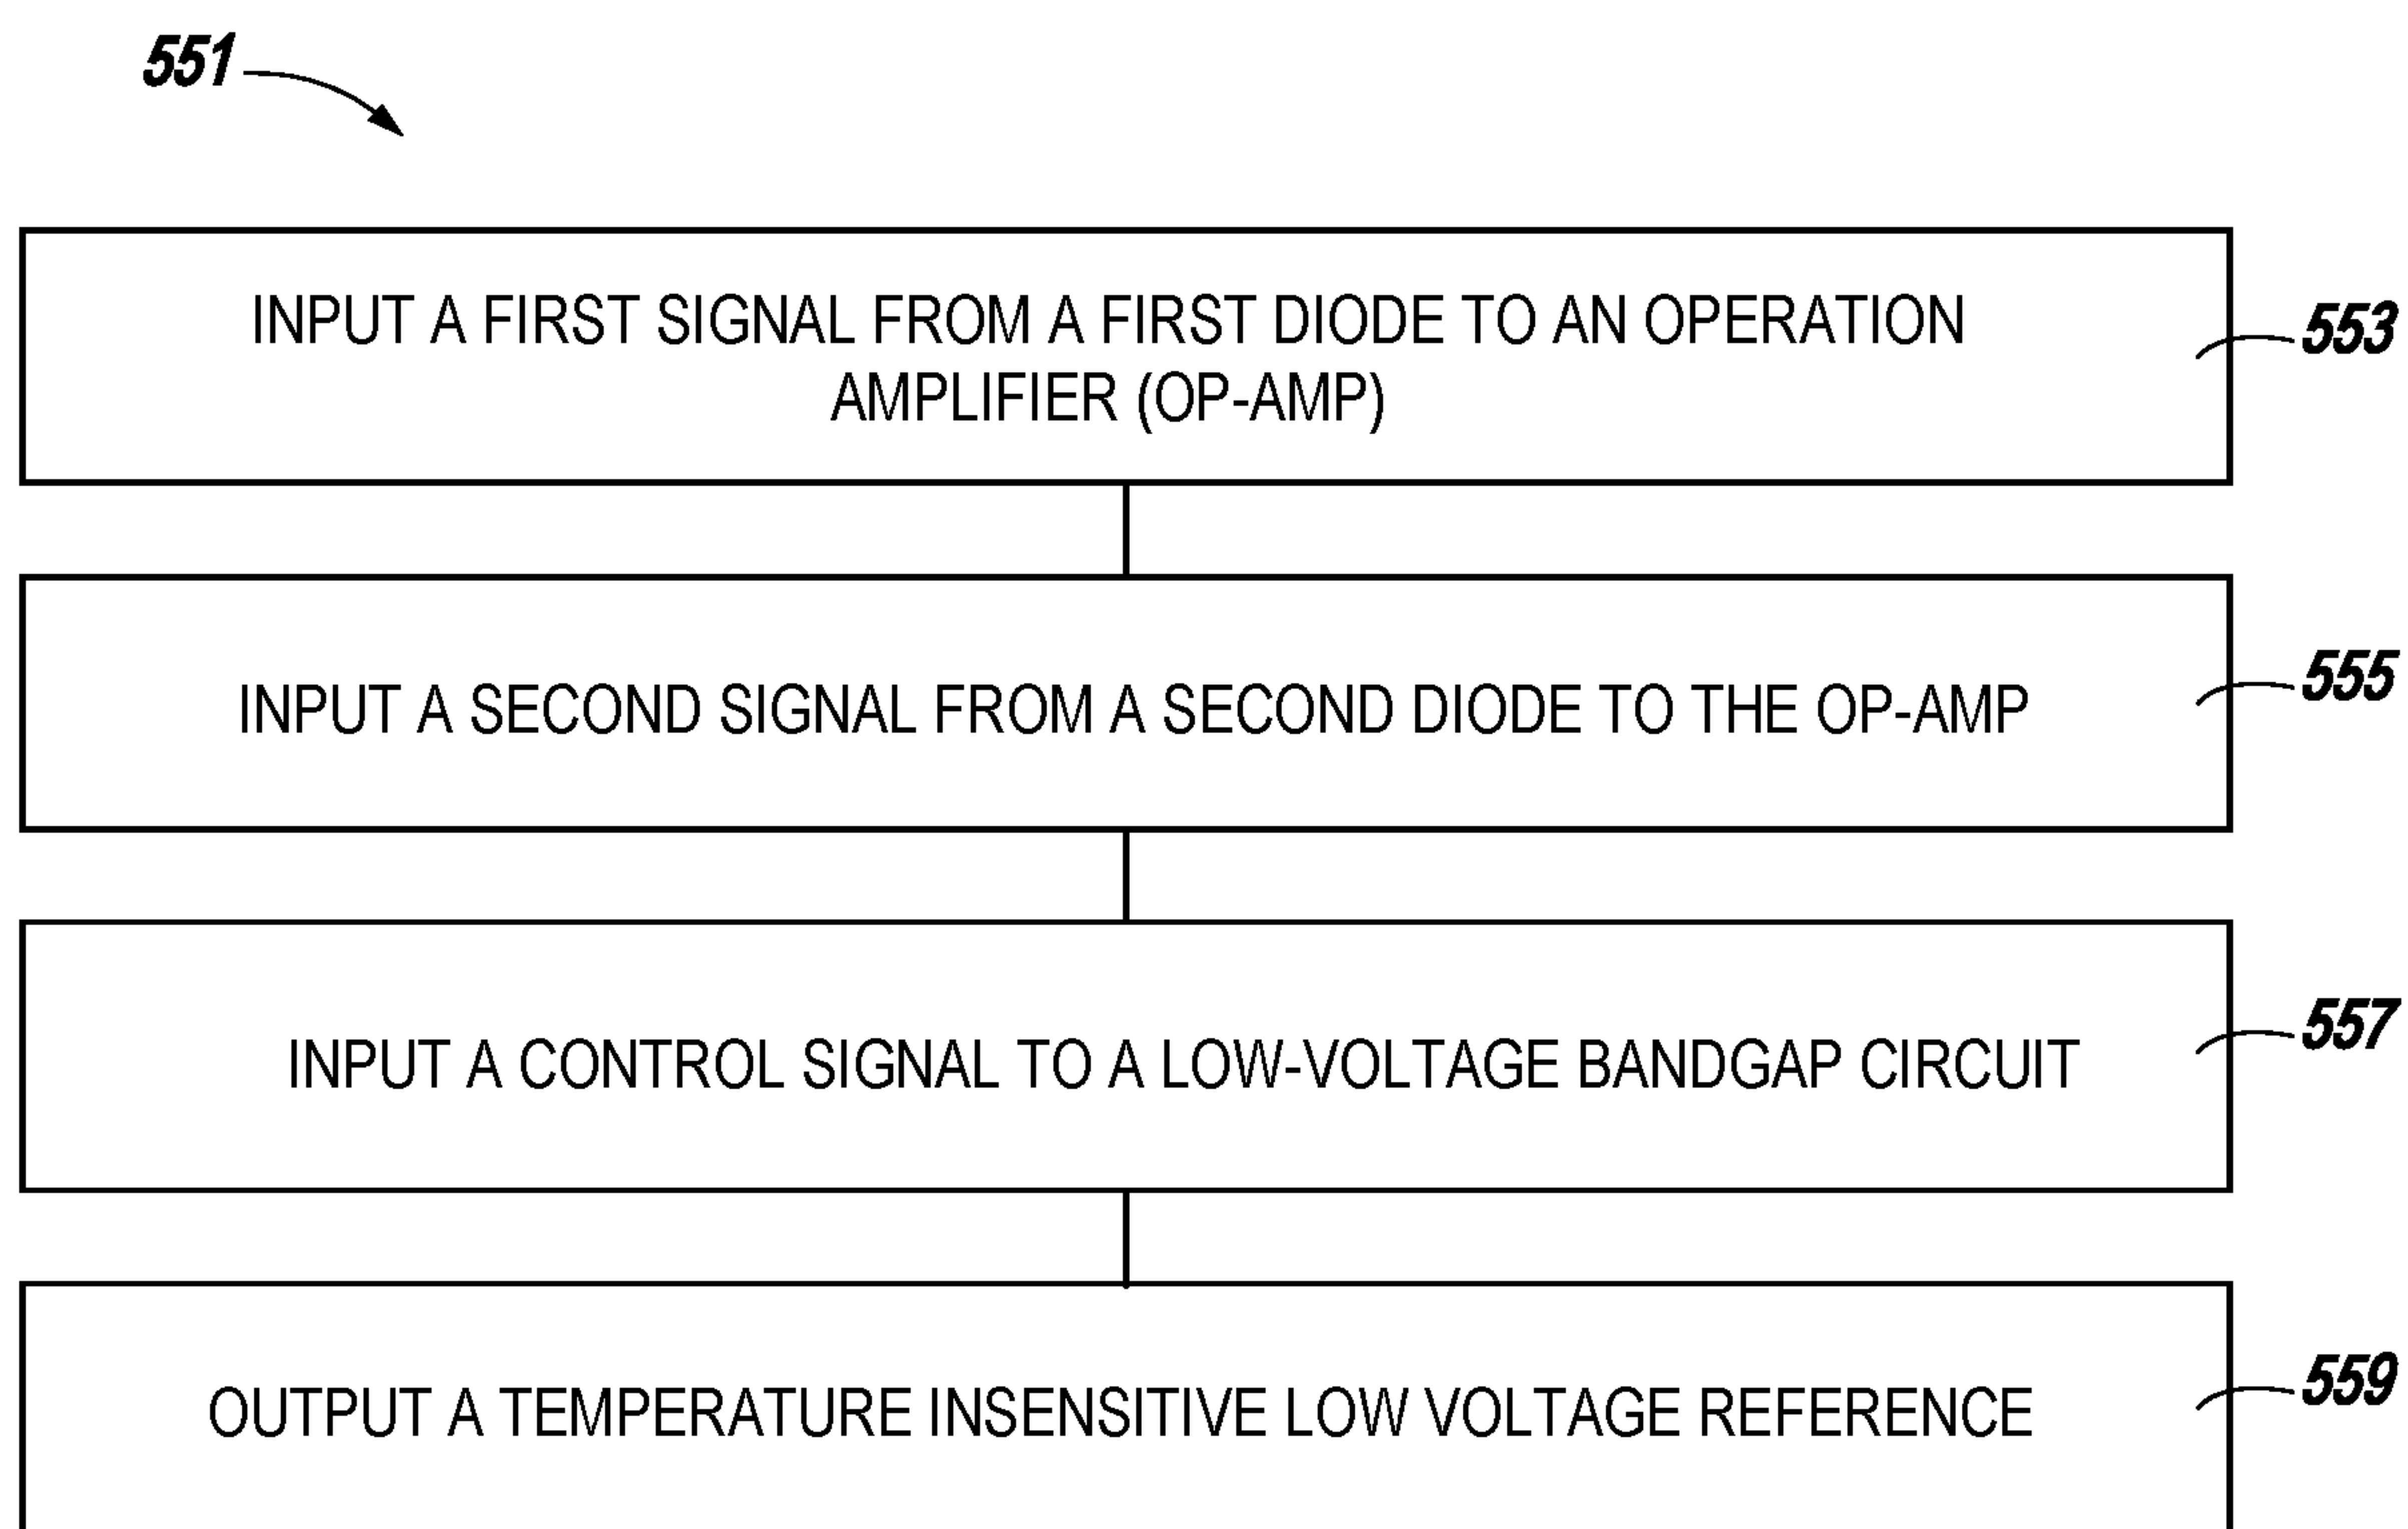 551
INPUT A FIRST SIGNAL FROM A FIRST DIODE TO AN OPERATION
AMPLIFIER (OP-AMP)
553
INPUT A SECOND SIGNAL FROM A SECOND DIODE TO THE OP-AMP
555
INPUT A CONTROL SIGNAL TO A LOW-VOLTAGE BANDGAP CIRCUIT
557
OUTPUT A TEMPERATURE INSENSITIVE LOW VOLTAGE REFERENCE
559